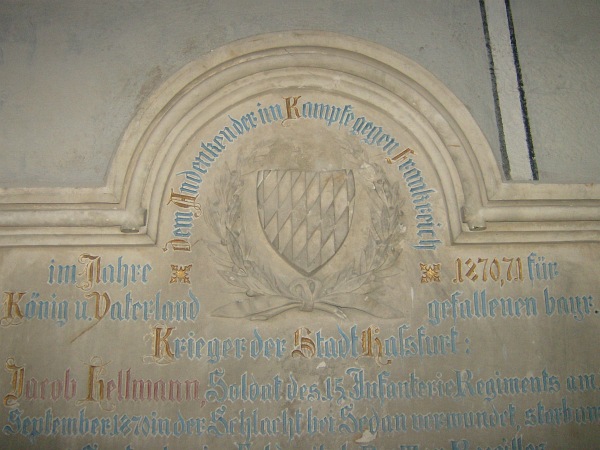 Dem Andenken der im Kampfe gegen Frankreich
im Jahre 1870,71 für
König u. Vaterland gefallenen bayr.
Krieger der Stadt Hassfurt:
Jacob Hellmann, Soldat des 15. Infanterie Regiments am
September 1870 in der Schlacht bei Sedan verwundet, starb am